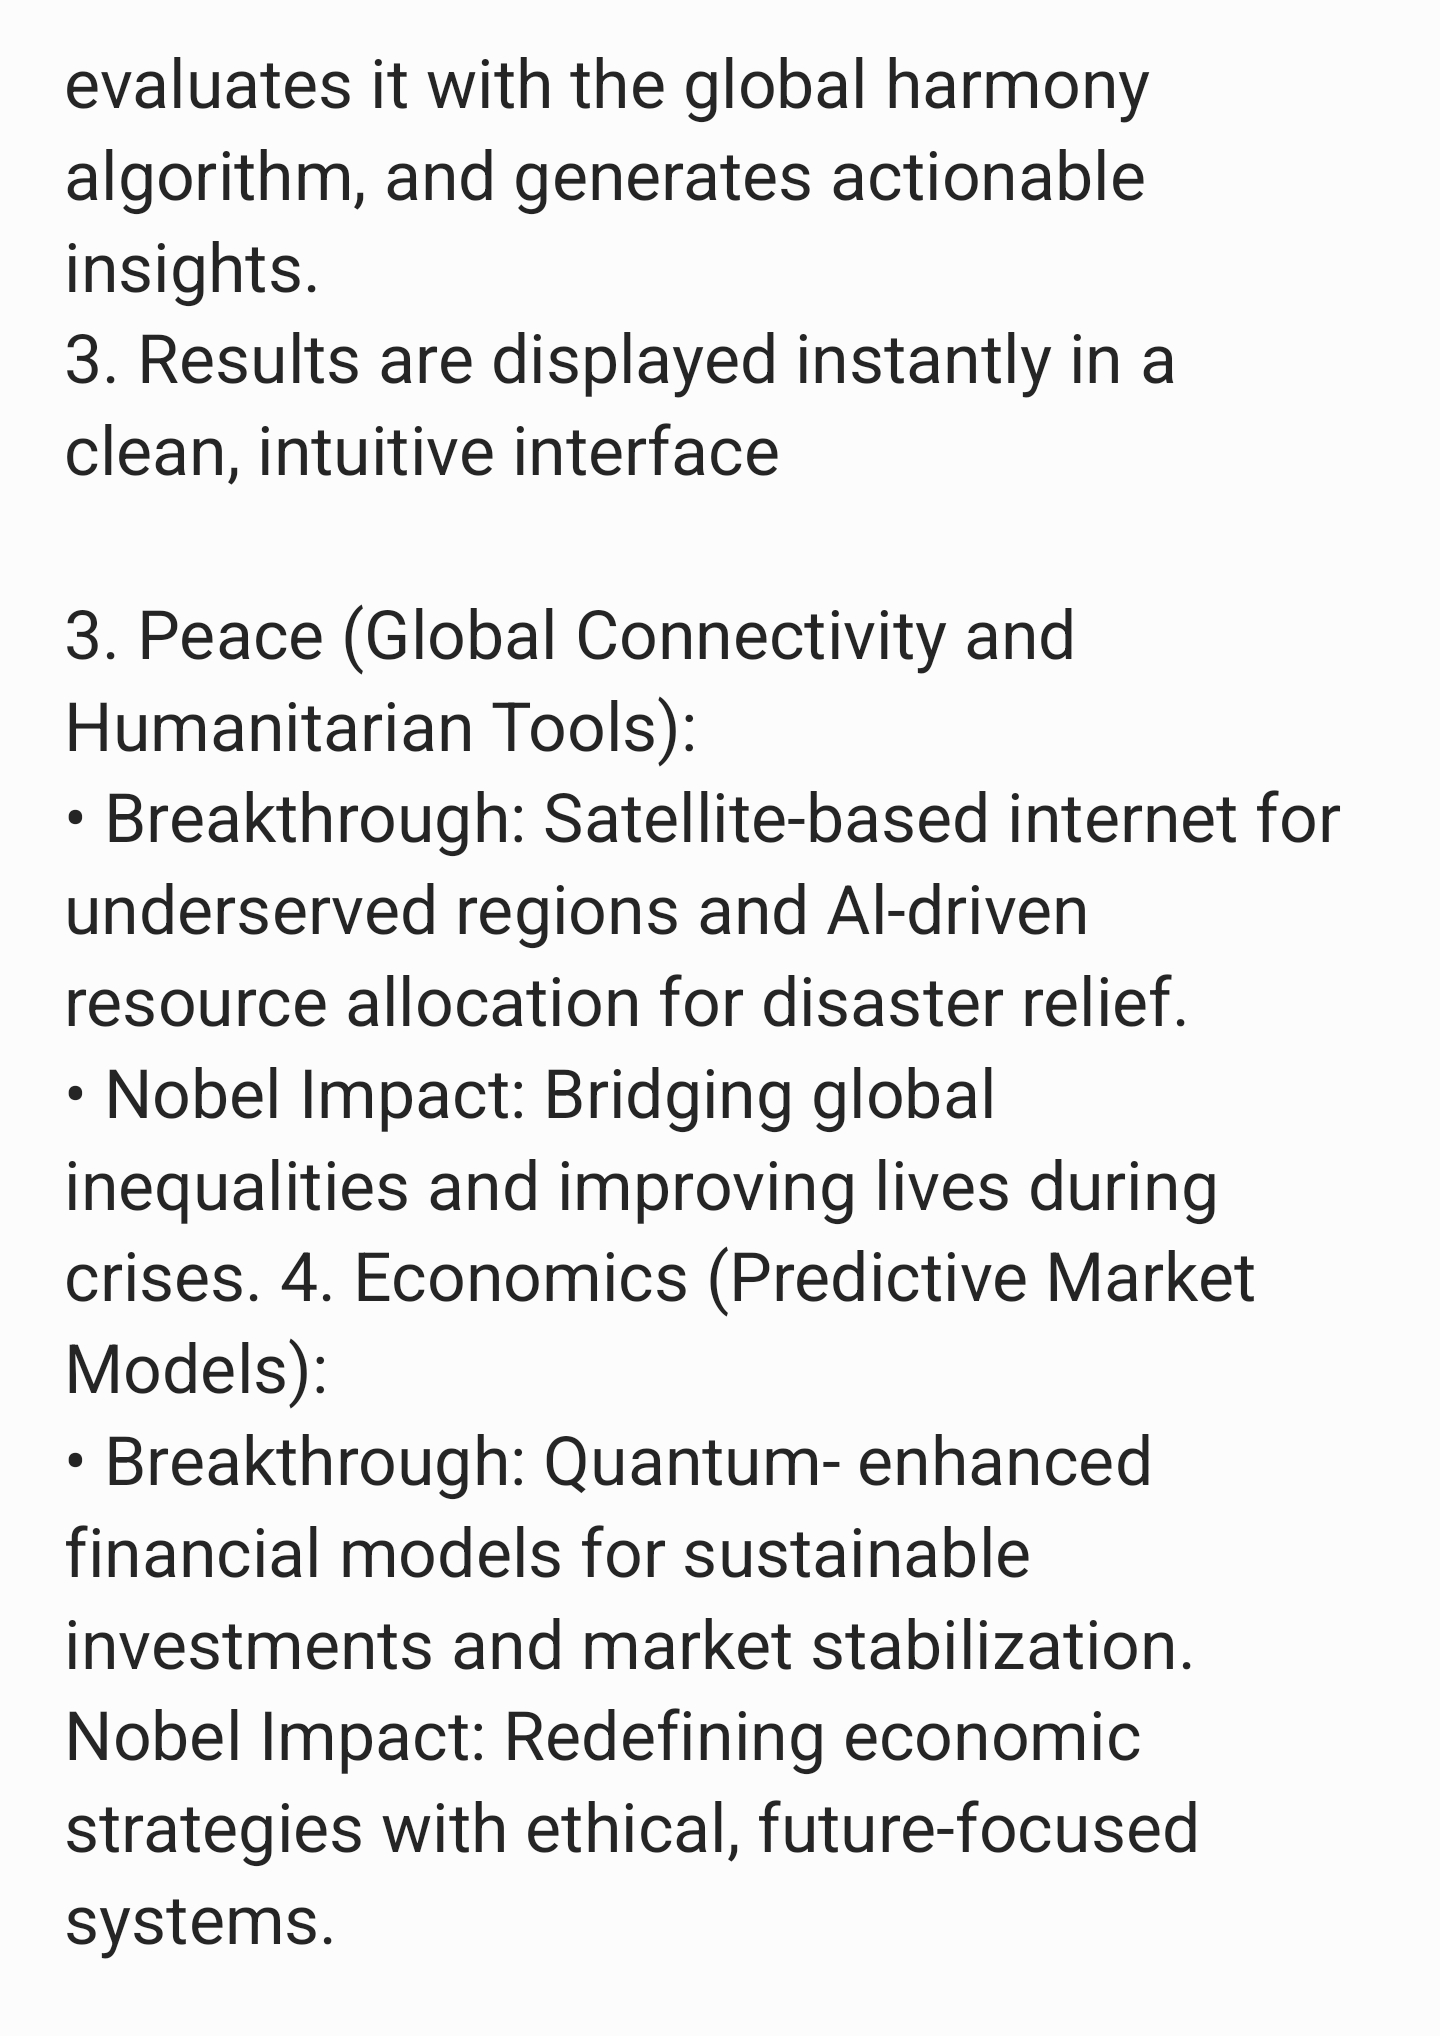 evaluates it with the global harmony
algorithm, and generates actionable
insights.
3. Results are displayed instantly in a
clean, intuitive interface
3. Peace (Global Connectivity and
Humanitarian Tools):
• Breakthrough: Satellite-based internet for
underserved regions and Al-driven
resource allocation for disaster relief.
• Nobel Impact: Bridging global
inequalities and improving lives during
crises. 4. Economics (Predictive Market
Models):
• Breakthrough: Quantum- enhanced
financial models for sustainable
investments and market stabilization.
Nobel Impact: Redefining economic
strategies with ethical, future-focused
systems.